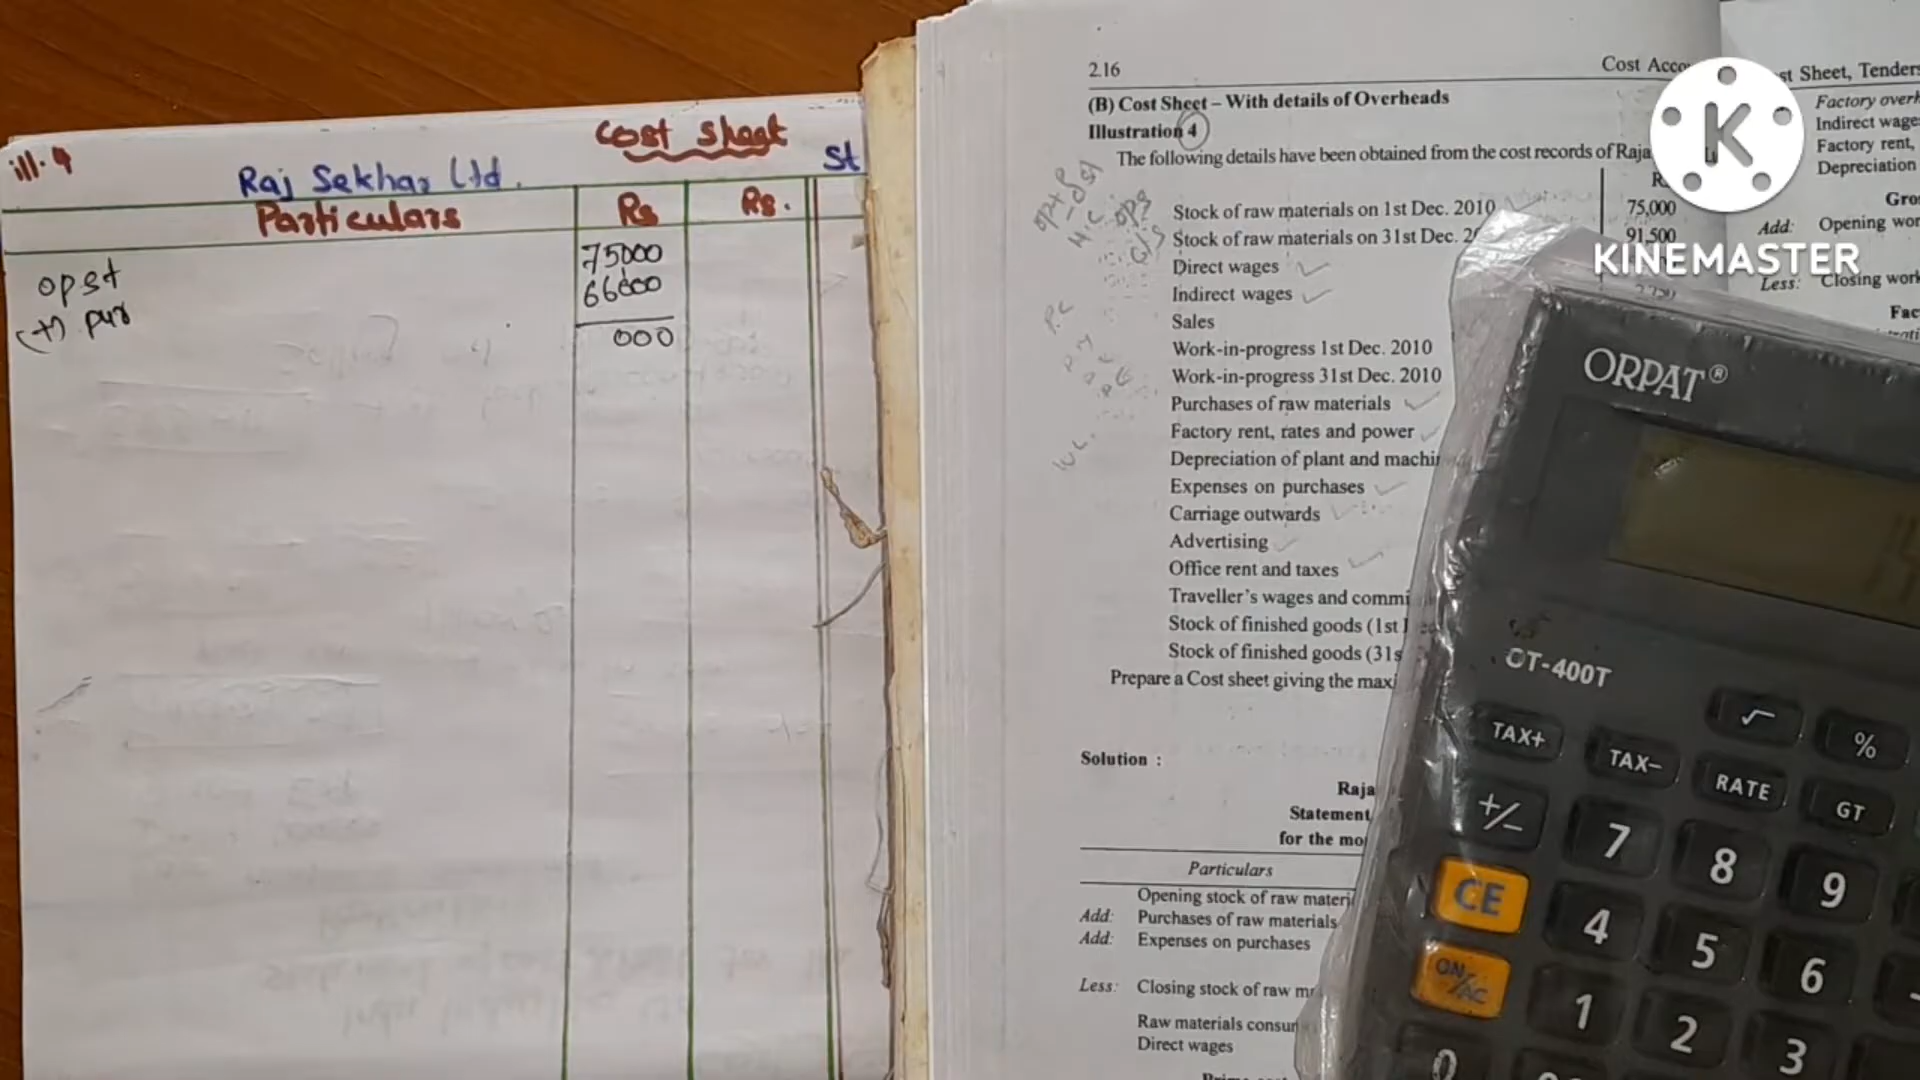 ill.4
Cost Sheet
Raj Sekhar Ltd.
St
Particulars Rs Rs.
opst 75000
(+) pur 66000
000
2.16 Cost Acco
(B) Cost Sheet – With details of Overheads
Illustration 4
The following details have been obtained from the cost records of Raja
Stock of raw materials on 1st Dec. 2010 75,000
Stock of raw materials on 31st Dec. 91,500
Direct wages
Indirect wages
Sales
Work-in-progress 1st Dec. 2010
Work-in-progress 31st Dec. 2010
Purchases of raw materials
Factory rent, rates and power
Depreciation of plant and machi
Expenses on purchases
Carriage outwards
Advertising
Office rent and taxes
Traveller's wages and commi
Stock of finished goods (1st
Stock of finished goods (31s
Prepare a Cost sheet giving the max
Solution :
Raja
Statement
for the mo
Particulars
Opening stock of raw materi
Add: Purchases of raw materials
Add: Expenses on purchases
Less: Closing stock of raw m
Raw materials consum
Direct wages
st Sheet, Tenders
Factory overh
Indirect wage
Factory rent,
Depreciation
Gro
Add: Opening wor
Less: Closing work
Fac
K
KINEMASTER
ORPAT®
OT-400T
√ %
TAX+ TAX− RATE GT
+/− 7 8 9
CE 4 5 6
ON/AC 1 2 3
0